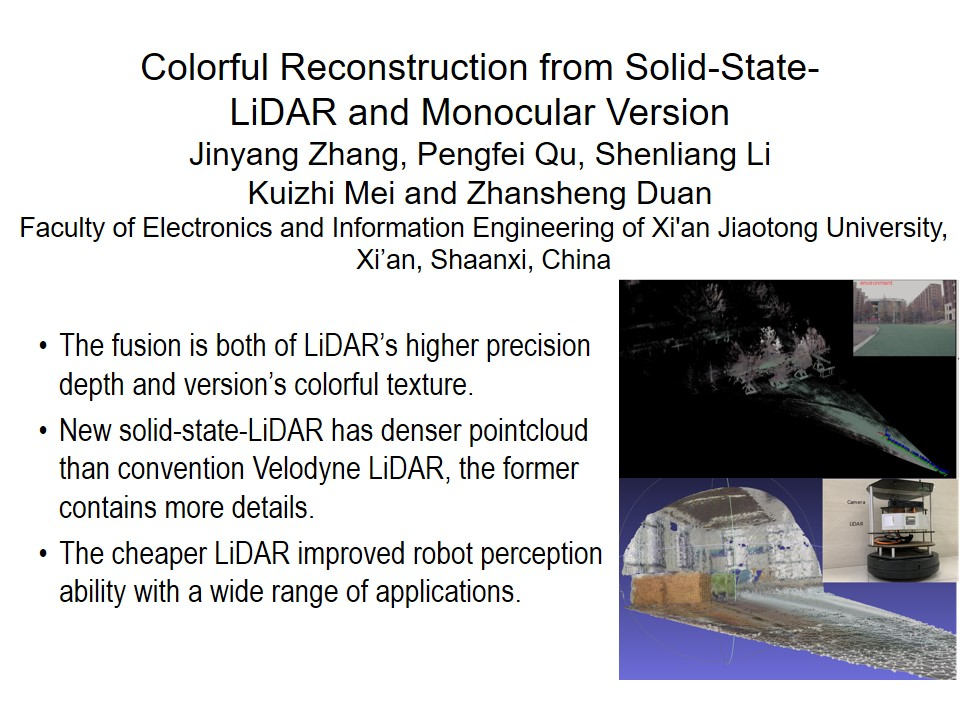 Colorful Reconstruction from Solid-State-
LiDAR and Monocular Version
Jinyang Zhang, Pengfei Qu, Shenliang Li
Kuizhi Mei and Zhansheng Duan
Faculty of Electronics and Information Engineering of Xi'an Jiaotong University,
Xi’an, Shaanxi, China
• The fusion is both of LiDAR’s higher precision
depth and version’s colorful texture.
• New solid-state-LiDAR has denser pointcloud
than convention Velodyne LiDAR, the former
contains more details.
• The cheaper LiDAR improved robot perception
ability with a wide range of applications.
environment
Camera
LiDAR